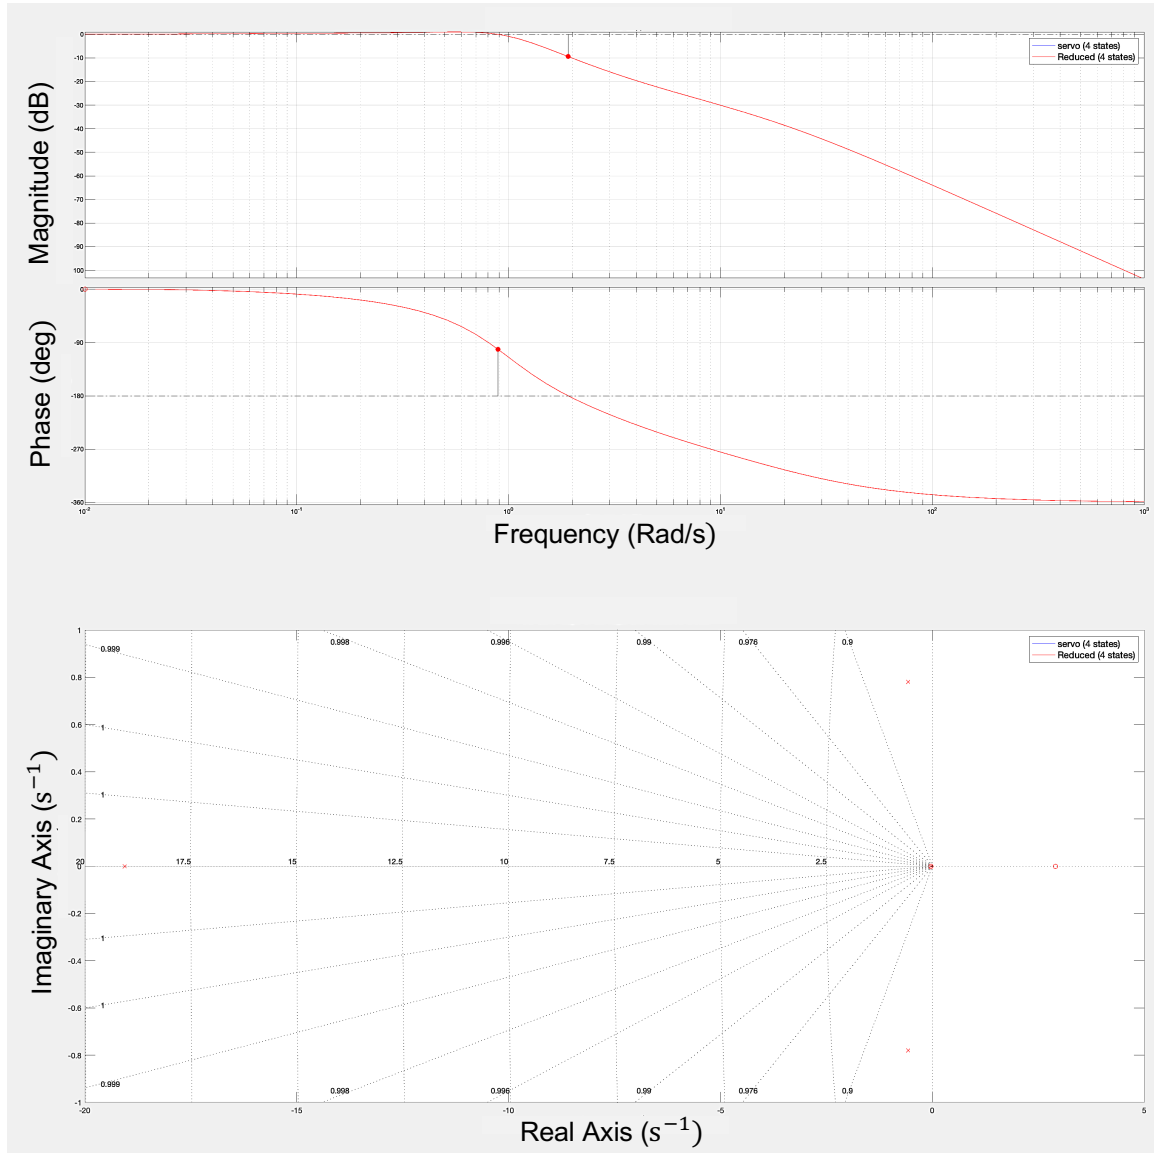 0
-10
-20
-30
-40
-50
-60
-70
-80
-90
100
Magnitude (dB)
servo (4 states)
Reduced (4 states)
0
-90
-180
-270
-360
Phase (deg)
10⁻² 10⁻¹ 10⁰ 10¹ 10² 10³
Frequency (Rad/s)
1
0.8
0.6
0.4
0.2
0
-0.2
-0.4
-0.6
-0.8
-1
Imaginary Axis (s⁻¹)
0.999 0.998 0.996 0.99 0.976 0.9
servo (4 states)
Reduced (4 states)
1
1
20 17.5 15 12.5 10 7.5 5 2.5
1
1
0.999 0.998 0.996 0.99 0.976 0.9
-20 -15 -10 -5 0 5
Real Axis (s⁻¹)